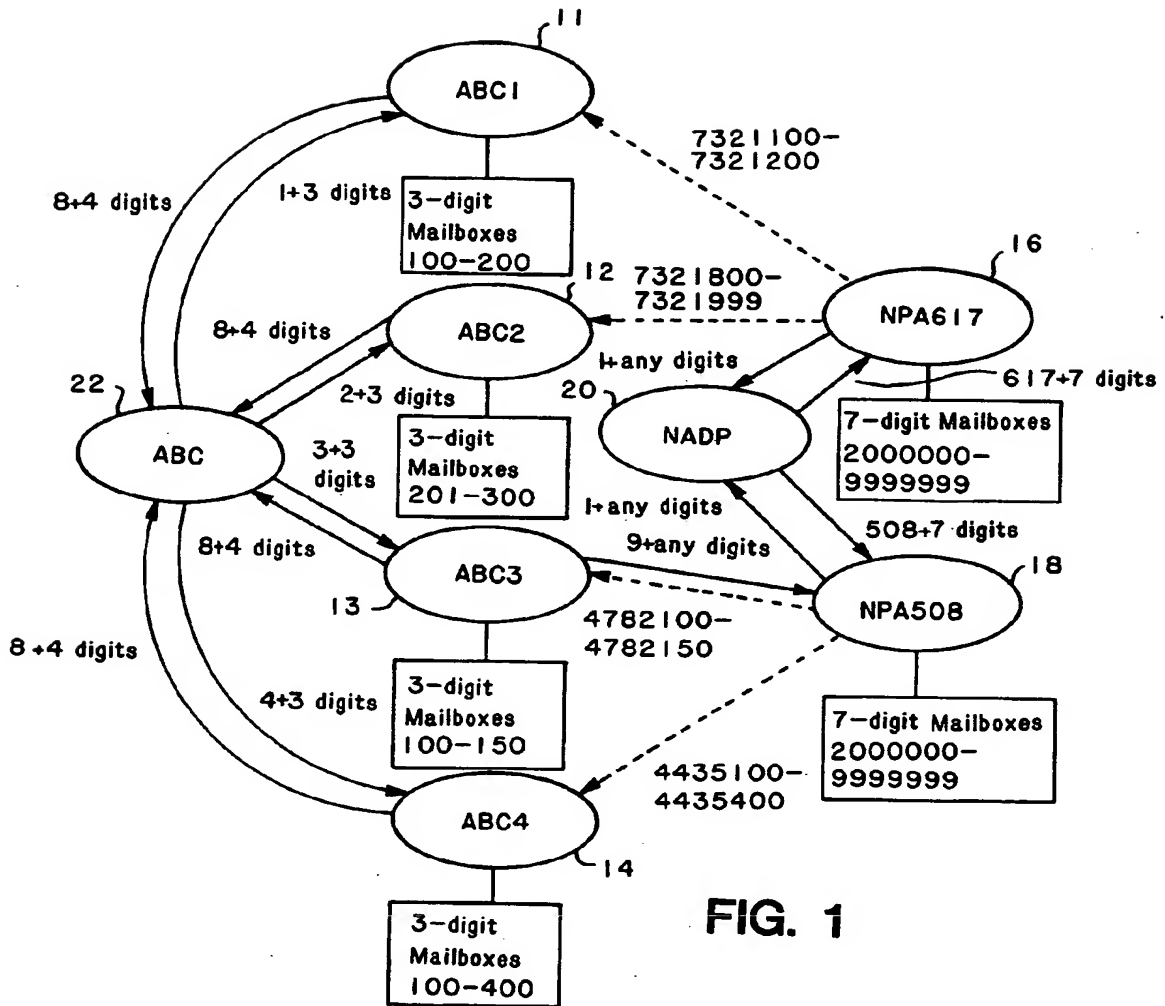 11
ABC1
7321100-
7321200
8+4 digits
1+3 digits
3-digit
Mailboxes
100-200
16
12
7321800-
7321999
NPA617
8+4 digits
ABC2
1+any digits
617+7 digits
22
2+3 digits
20
ABC
NADP
7-digit Mailboxes
2000000-
9999999
3+3
digits
3-digit
Mailboxes
201-300
1+any digits
508+7 digits
8+4 digits
9+any digits
18
ABC3
13
NPA508
4782100-
4782150
8+4 digits
4+3 digits
3-digit
Mailboxes
100-150
7-digit Mailboxes
2000000-
9999999
4435100-
4435400
ABC4
14
3-digit
Mailboxes
100-400
FIG. 1